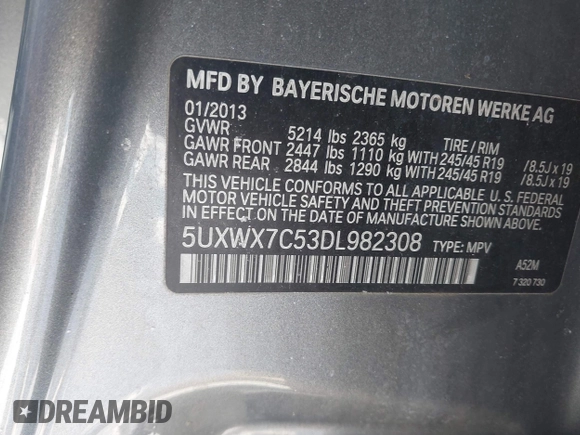 MFD BY BAYERISCHE MOTOREN WERKE AG
01/2013
GVWR 5214 lbs 2365 kg TIRE / RIM
GAWR FRONT 2447 lbs 1110 kg WITH 245/45 R19 /8.5J x 19
GAWR REAR 2844 lbs 1290 kg WITH 245/45 R19 /8.5J x 19
THIS VEHICLE CONFORMS TO ALL APPLICABLE U. S. FEDERAL
MOTOR VEHICLE SAFETY AND THEFT PREVENTION STANDARDS
IN EFFECT ON THE DATE OF MANUFACTURE SHOWN ABOVE.
5UXWX7C53DL982308 TYPE: MPV
A52M
7 320 730
DREAMBID